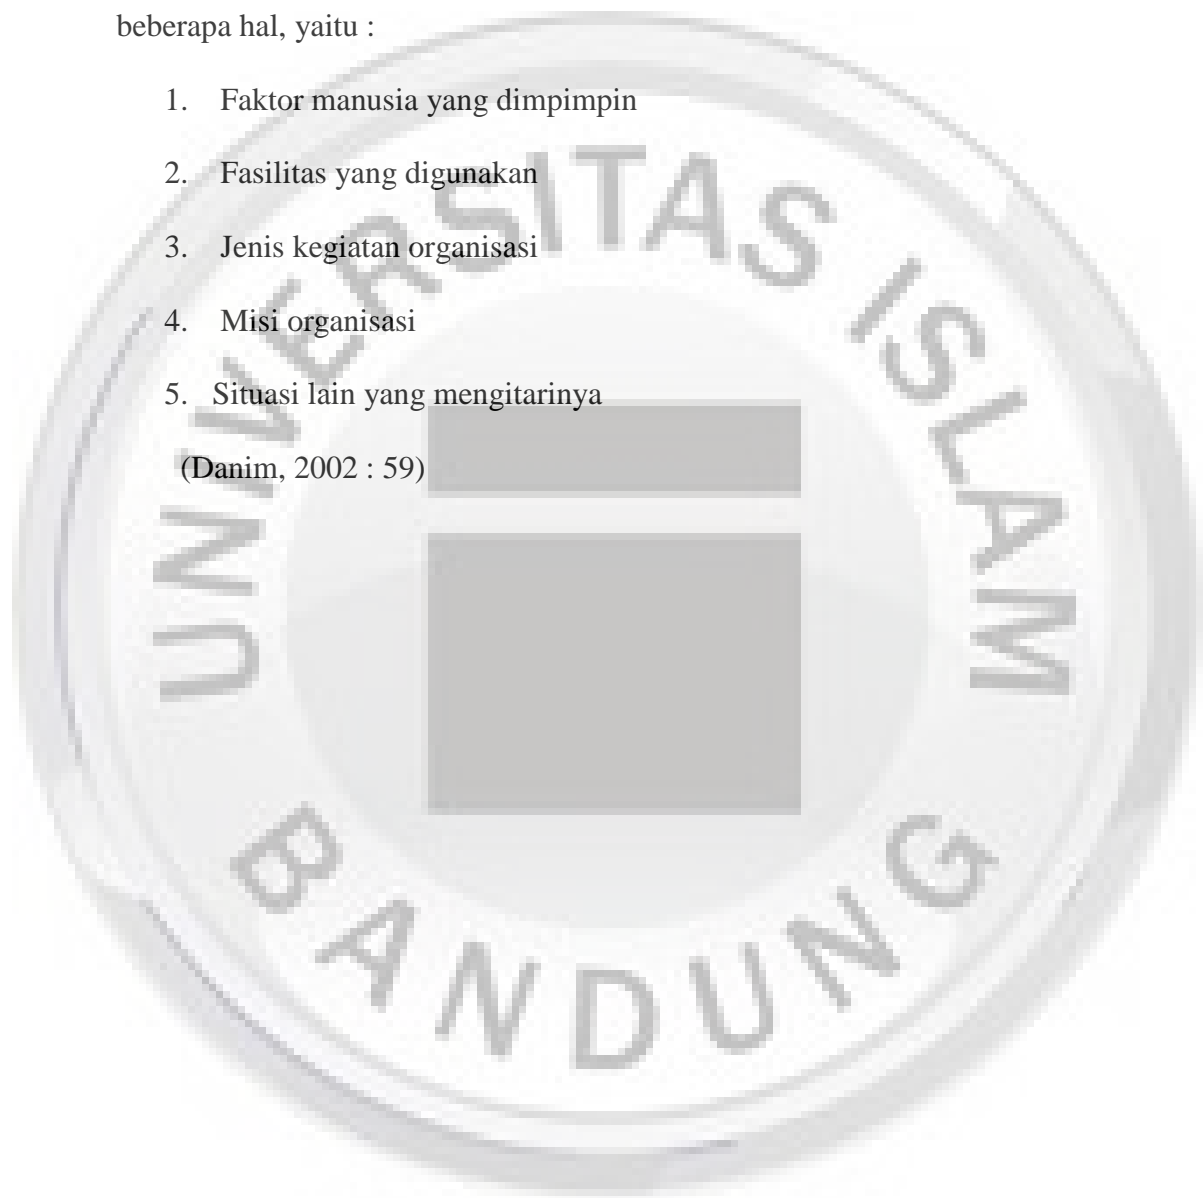 beberapa hal, yaitu :
1. Faktor manusia yang dimpimpin
2. Fasilitas yang digunakan
3. Jenis kegiatan organisasi
4. Misi organisasi
5. Situasi lain yang mengitarinya
(Danim, 2002 : 59)
UNIVERSITAS ISLAM
BANDUNG